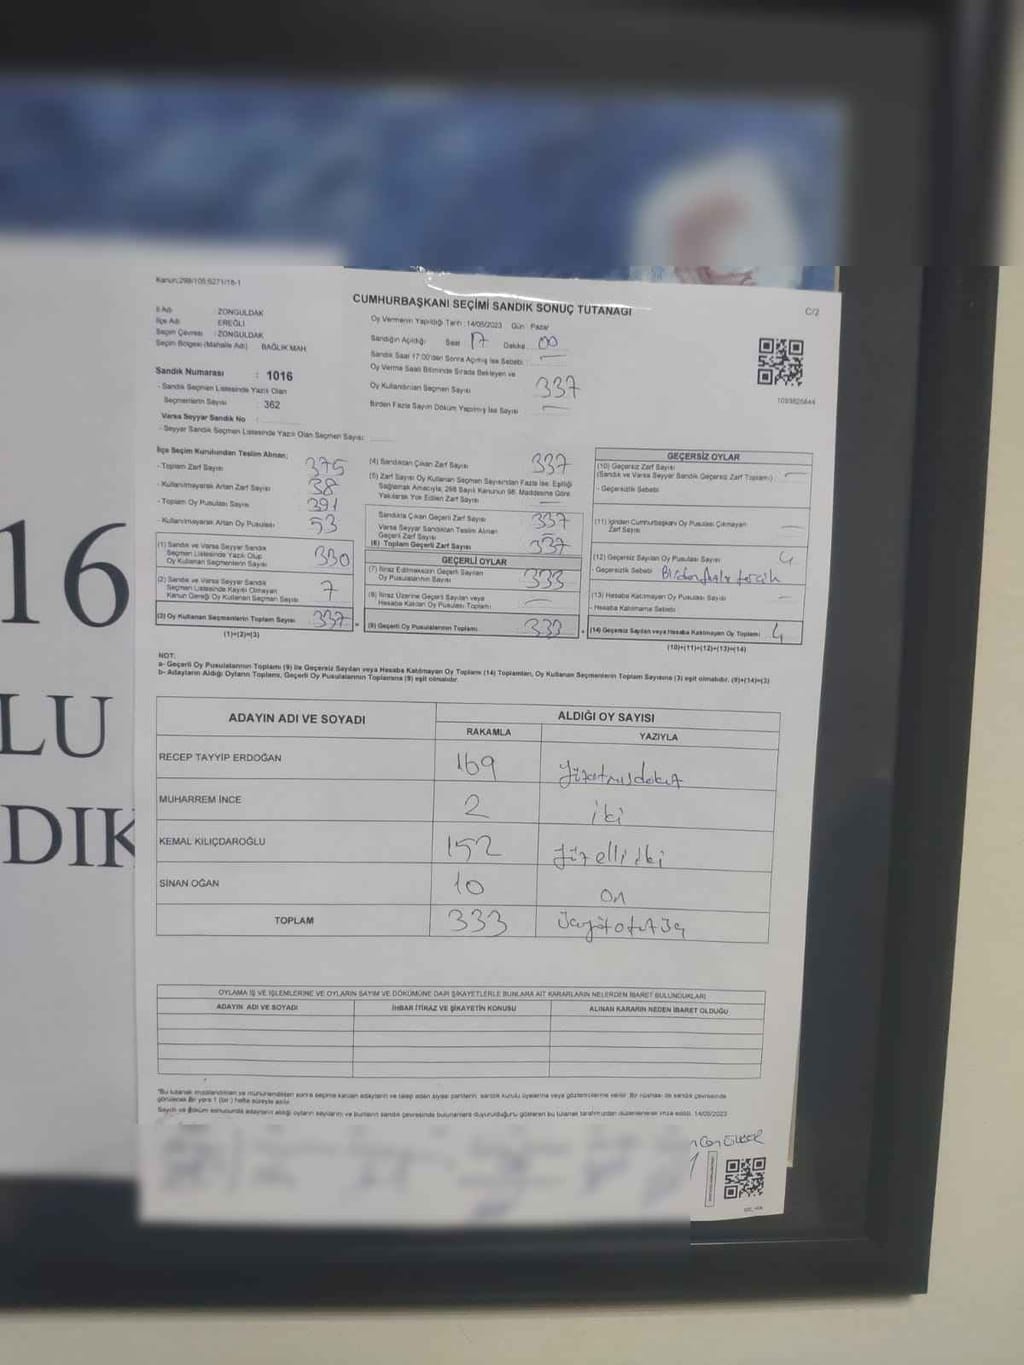 16
LU
DIK
Kanun:298/105;6271/18-1
CUMHURBAŞKANI SEÇİMİ SANDIK SONUÇ TUTANAĞI
C/2
İl Adı : ZONGULDAK
İlçe Adı : EREĞLİ
Seçim Çevresi : ZONGULDAK
Seçim Bölgesi (Mahalle Adı) BAĞLIK MAH
Sandık Numarası : 1016
- Sandık Seçmen Listesinde Yazılı Olan
Seçmenlerin Sayısı : 362
Varsa Seyyar Sandık No :
- Seyyar Sandık Seçmen Listesinde Yazılı Olan Seçmen Sayısı:
Oy Vermenin Yapıldığı Tarih : 14/05/2023 Gün : Pazar
Sandığın Açıldığı Saat 17 Dakika 00
Sandık Saat 17:00'den Sonra Açılmış İse Sebebi :
Oy Verme Saati Bitiminde Sırada Bekleyen ve
Oy Kullandırılan Seçmen Sayısı 337
Birden Fazla Sayım Döküm Yapılmış İse Sayısı
1093825844
İlçe Seçim Kurulundan Teslim Alınan;
- Toplam Zarf Sayısı 375
- Kullanılmayarak Artan Zarf Sayısı 38
- Toplam Oy Pusulası Sayısı 391
- Kullanılmayarak Artan Oy Pusulası 53
(1) Sandık ve Varsa Seyyar Sandık
Seçmen Listesinde Yazılı Olup
Oy Kullanan Seçmenlerin Sayısı 330
(2) Sandık ve Varsa Seyyar Sandık
Seçmen Listesinde Kayıtlı Olmayan
Kanun Gereği Oy Kullanan Seçmen Sayısı 7
(3) Oy Kullanan Seçmenlerin Toplam Sayısı 337
(1)+(2)=(3)
(4) Sandıktan Çıkan Zarf Sayısı 337
(5) Zarf Sayısı Oy Kullanan Seçmen Sayısından Fazla İse; Eşitliği
Sağlamak Amacıyla, 298 Sayılı Kanunun 98. Maddesine Göre
Yakılarak Yok Edilen Zarf Sayısı
Sandıkta Çıkan Geçerli Zarf Sayısı 337
Varsa Seyyar Sandıktan Teslim Alınan
Geçerli Zarf Sayısı
(6) Toplam Geçerli Zarf Sayısı 337
GEÇERLİ OYLAR
(7) İtiraz Edilmeksizin Geçerli Sayılan
Oy Pusulalarının Sayısı 333
(8) İtiraz Üzerine Geçerli Sayılan veya
Hesaba Katılan Oy Pusulası Toplamı
(9) Geçerli Oy Pusulalarının Toplamı 333
GEÇERSİZ OYLAR
(10) Geçersiz Zarf Sayısı
(Sandık ve Varsa Seyyar Sandık Geçersiz Zarf Toplamı)
- Geçersizlik Sebebi
(11) İçinden Cumhurbaşkanı Oy Pusulası Çıkmayan
Zarf Sayısı
(12) Geçersiz Sayılan Oy Pusulası Sayısı 4
- Geçersizlik Sebebi Birden fazla tercih
(13) Hesaba Katılmayan Oy Pusulası Sayısı
- Hesaba Katılmama Sebebi
(14) Geçersiz Sayılan veya Hesaba Katılmayan Oy Toplamı 4
(10)+(11)+(12)+(13)=(14)
NOT:
a- Geçerli Oy Pusulalarının Toplamı (9) ile Geçersiz Sayılan veya Hesaba Katılmayan Oy Toplamı (14) Toplamları, Oy Kullanan Seçmenlerin Toplam Sayısına (3) eşit olmalıdır. (9)+(14)=(3)
b- Adayların Aldığı Oyların Toplamı, Geçerli Oy Pusulalarının Toplamına (9) eşit olmalıdır.
ADAYIN ADI VE SOYADI ALDIĞI OY SAYISI
RAKAMLA YAZIYLA
RECEP TAYYİP ERDOĞAN 169 yüzatmışdokuz
MUHARREM İNCE 2 iki
KEMAL KILIÇDAROĞLU 152 yüzelliiki
SİNAN OĞAN 10 on
TOPLAM 333 üçyüzotuzüç
OYLAMA İŞ VE İŞLEMLERİNE VE OYLARIN SAYIM VE DÖKÜMÜNE DAİR ŞİKAYETLERLE BUNLARA AİT KARARLARIN NELERDEN İBARET BULUNDUKLARI
ADAYIN ADI VE SOYADI İHBAR İTİRAZ VE ŞİKAYETİN KONUSU ALINAN KARARIN NEDEN İBARET OLDUĞU